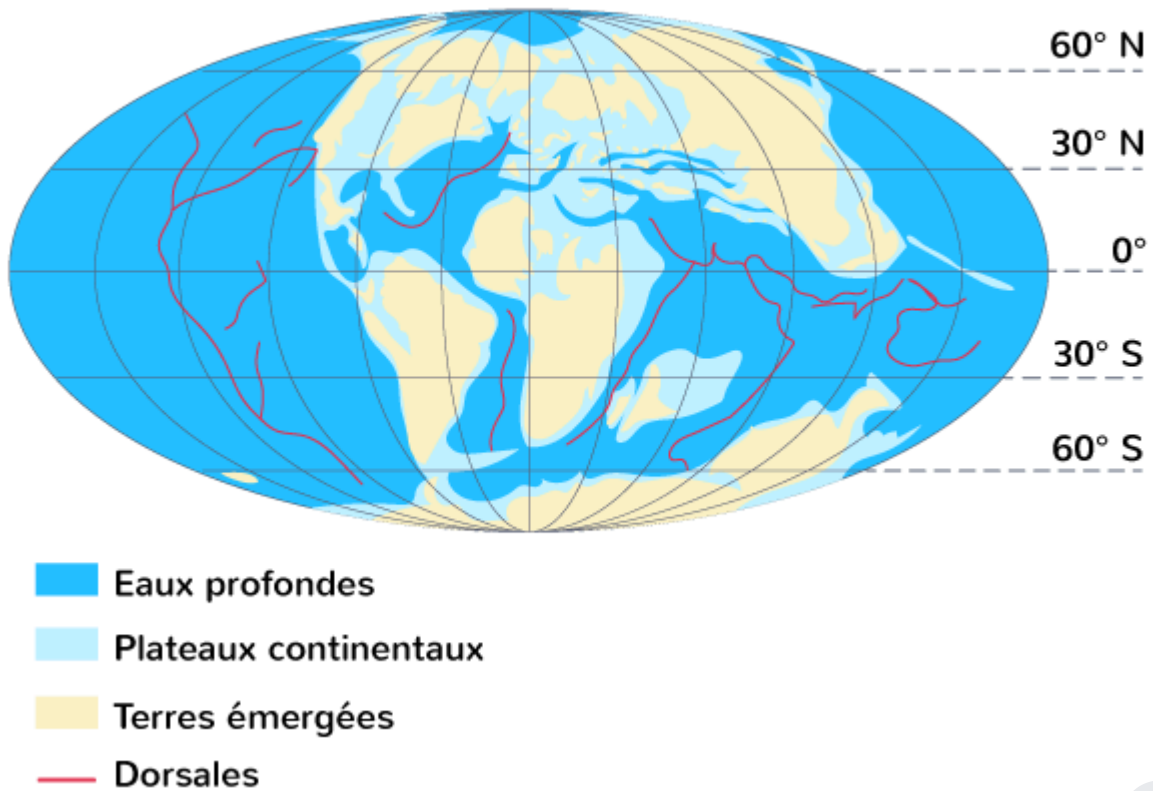 60° N
30° N
0°
30° S
60° S
Eaux profondes
Plateaux continentaux
Terres émergées
Dorsales